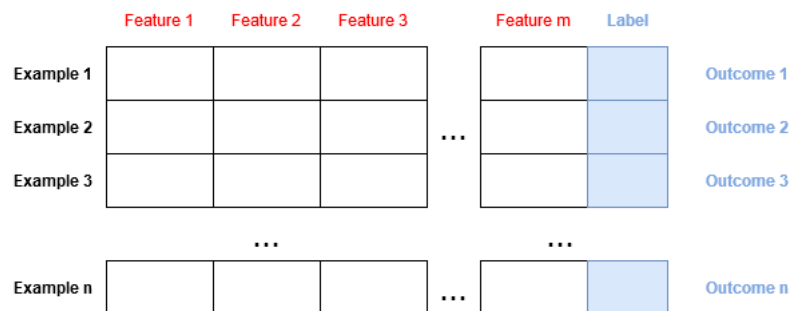 Feature 1 Feature 2 Feature 3 Feature m Label
Example 1 Outcome 1
Example 2 ... Outcome 2
Example 3 Outcome 3
... ...
Example n ... Outcome n